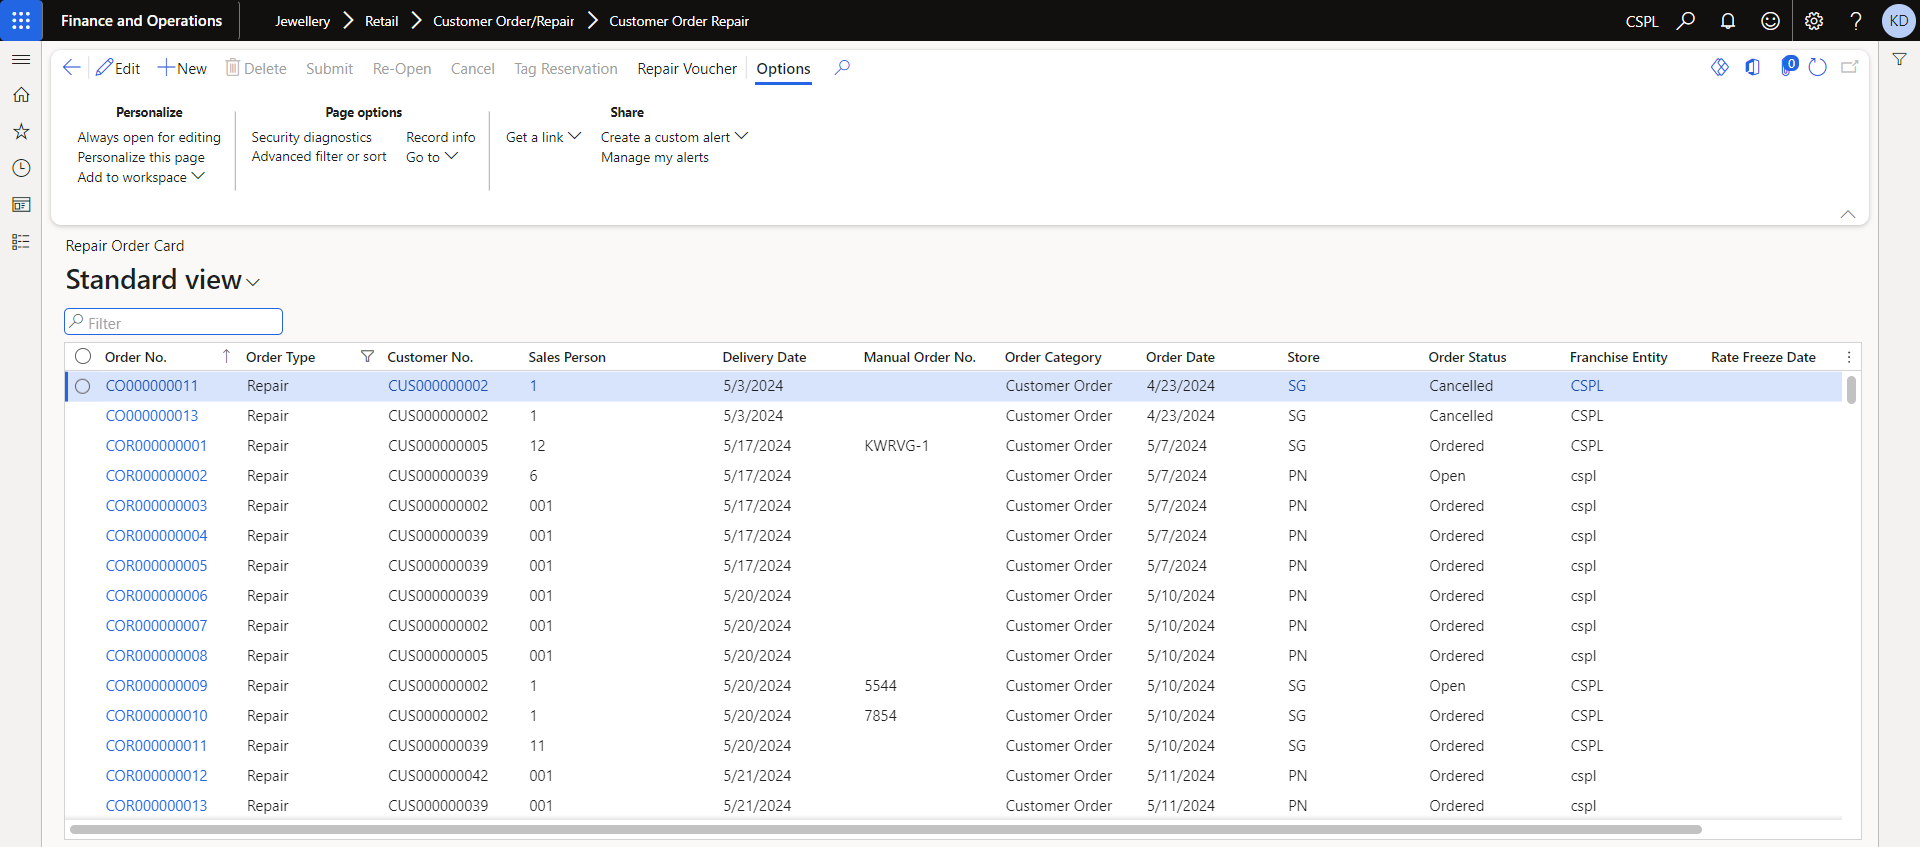 Finance and Operations Jewellery Retail Customer Order/Repair Customer Order Repair CSPL ? KD
Edit New Delete Submit Re-Open Cancel Tag Reservation Repair Voucher Options 0
Personalize Page options Share
Always open for editing Security diagnostics Record info Get a link Create a custom alert
Personalize this page Advanced filter or sort Go to Manage my alerts
Add to workspace
Repair Order Card
Standard view
Filter
Order No. Order Type Customer No. Sales Person Delivery Date Manual Order No. Order Category Order Date Store Order Status Franchise Entity Rate Freeze Date
CO000000011 Repair CUS000000002 1 5/3/2024 Customer Order 4/23/2024 SG Cancelled CSPL
CO000000013 Repair CUS000000002 1 5/3/2024 Customer Order 4/23/2024 SG Cancelled CSPL
COR000000001 Repair CUS000000005 12 5/17/2024 KWRVG-1 Customer Order 5/7/2024 SG Ordered CSPL
COR000000002 Repair CUS000000039 6 5/17/2024 Customer Order 5/7/2024 PN Open cspl
COR000000003 Repair CUS000000002 001 5/17/2024 Customer Order 5/7/2024 PN Ordered cspl
COR000000004 Repair CUS000000039 001 5/17/2024 Customer Order 5/7/2024 PN Ordered cspl
COR000000005 Repair CUS000000039 001 5/17/2024 Customer Order 5/7/2024 PN Ordered cspl
COR000000006 Repair CUS000000039 001 5/20/2024 Customer Order 5/10/2024 PN Ordered cspl
COR000000007 Repair CUS000000002 001 5/20/2024 Customer Order 5/10/2024 PN Ordered cspl
COR000000008 Repair CUS000000005 001 5/20/2024 Customer Order 5/10/2024 PN Ordered cspl
COR000000009 Repair CUS000000002 1 5/20/2024 5544 Customer Order 5/10/2024 SG Open CSPL
COR000000010 Repair CUS000000002 1 5/20/2024 7854 Customer Order 5/10/2024 SG Ordered CSPL
COR000000011 Repair CUS000000039 11 5/20/2024 Customer Order 5/10/2024 SG Ordered CSPL
COR000000012 Repair CUS000000042 001 5/21/2024 Customer Order 5/11/2024 PN Ordered cspl
COR000000013 Repair CUS000000039 001 5/21/2024 Customer Order 5/11/2024 PN Ordered cspl